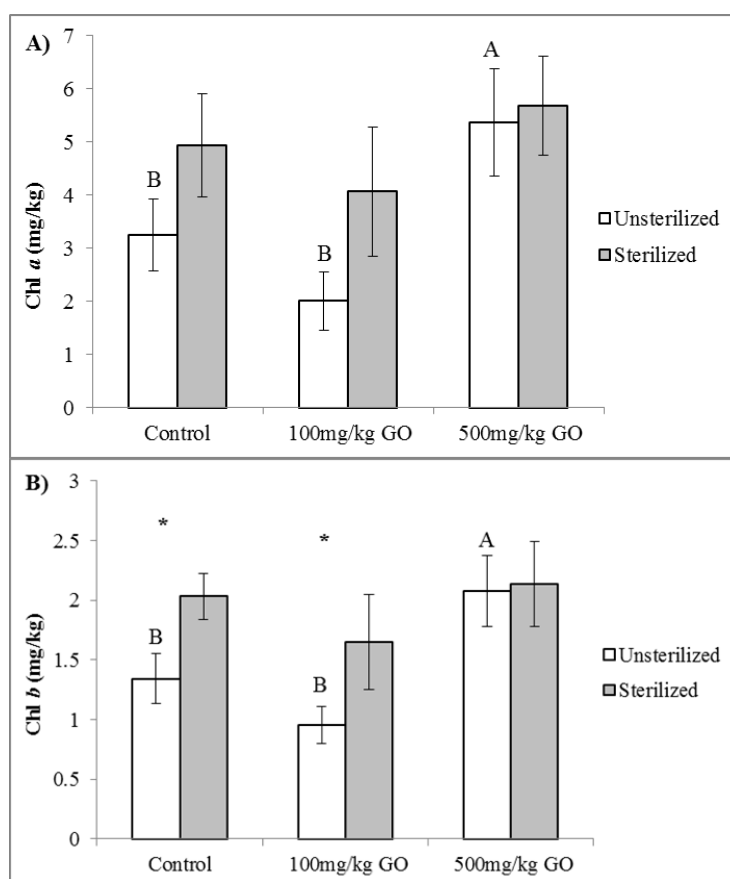 A)
7
6
5
4
3
2
1
0
Chl a (mg/kg)
B
B
A
Unsterilized
Sterilized
Control 100mg/kg GO 500mg/kg GO
B)
3
2.5
2
1.5
1
0.5
0
Chl b (mg/kg)
* *
A
B
B
Unsterilized
Sterilized
Control 100mg/kg GO 500mg/kg GO